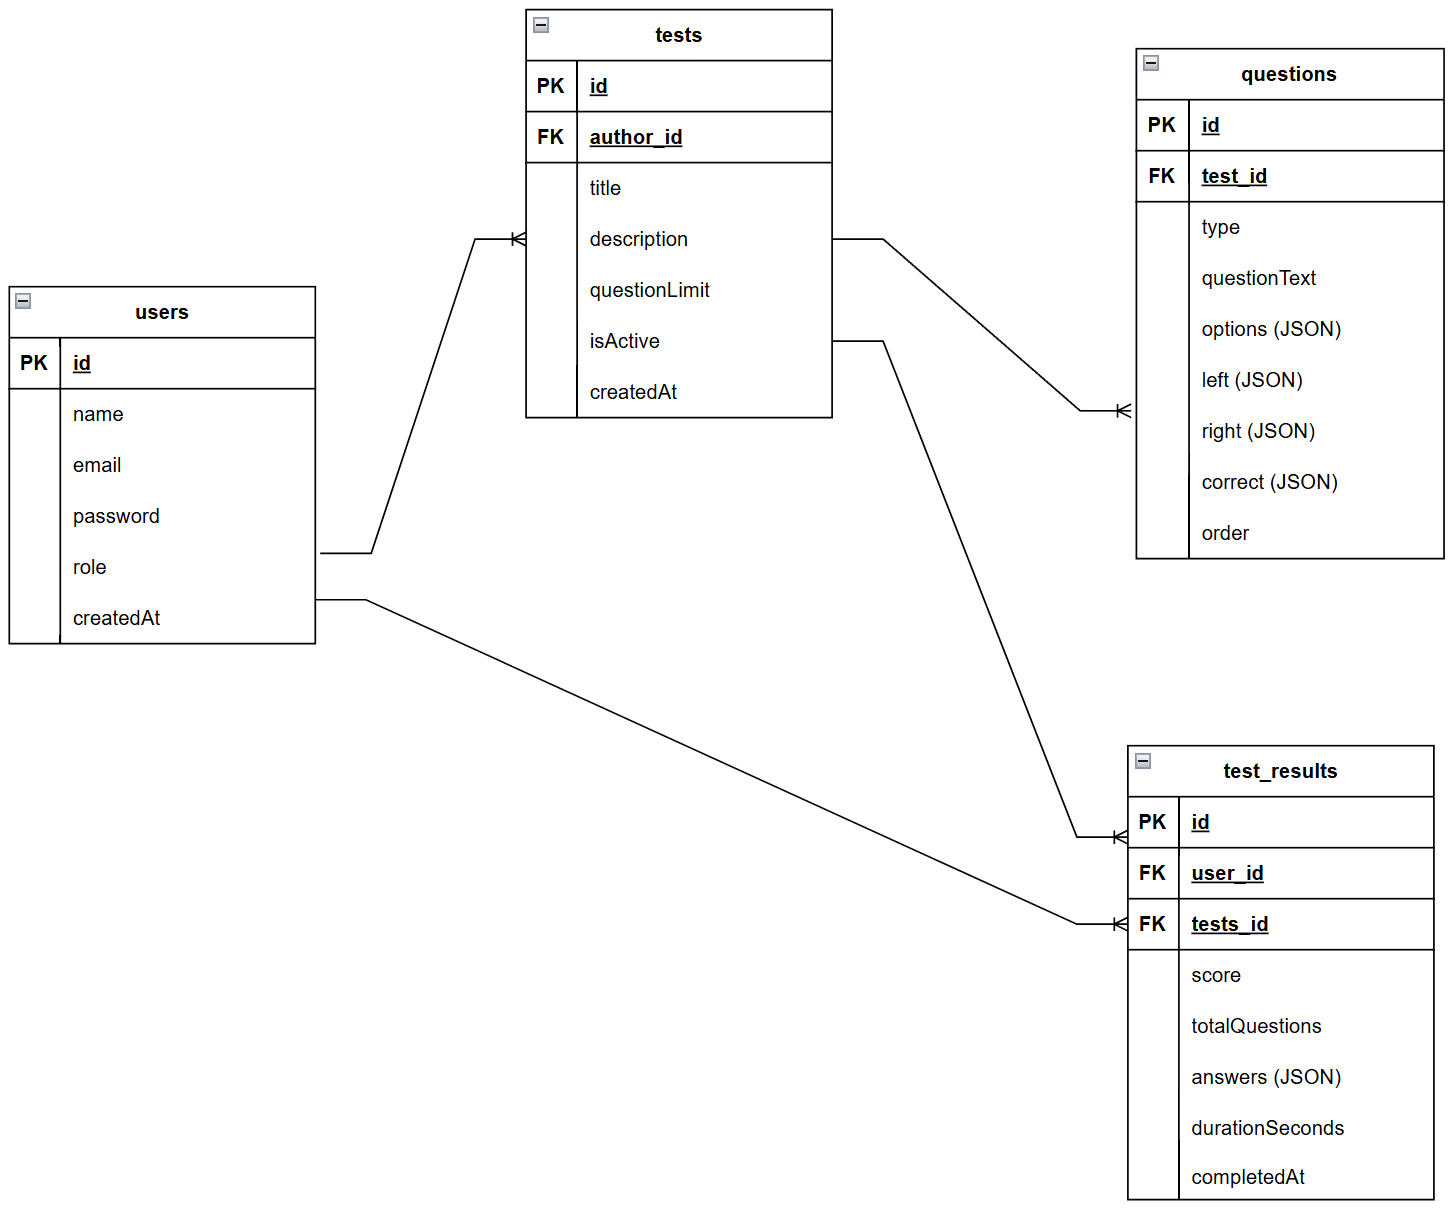 tests
PK id
FK author_id
title
description
questionLimit
isActive
createdAt
questions
PK id
FK test_id
type
questionText
options (JSON)
left (JSON)
right (JSON)
correct (JSON)
order
users
PK id
name
email
password
role
createdAt
test_results
PK id
FK user_id
FK tests_id
score
totalQuestions
answers (JSON)
durationSeconds
completedAt